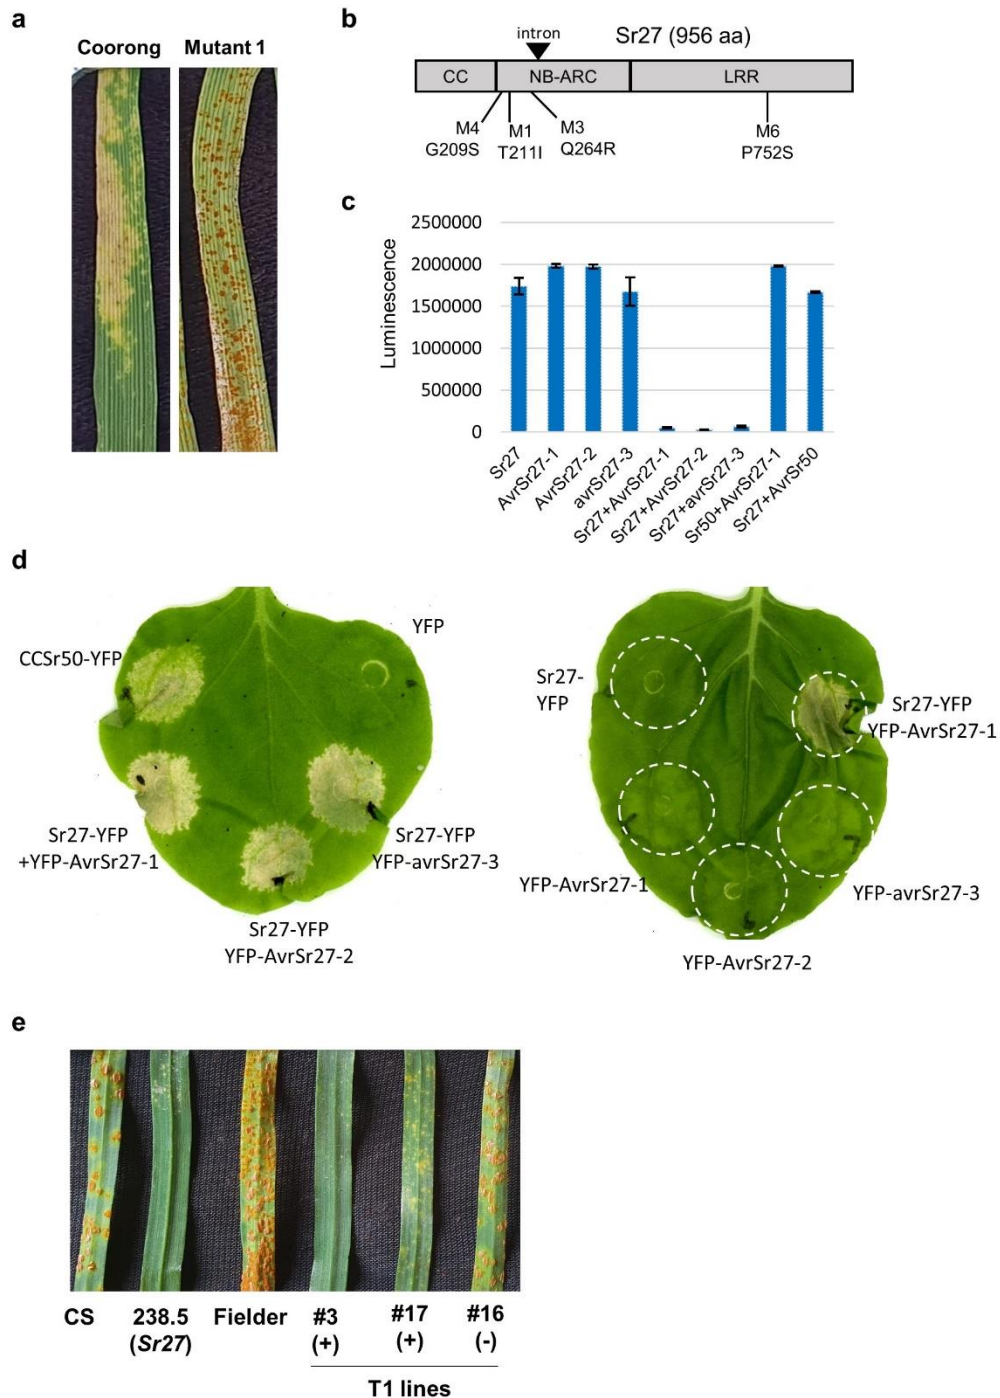 a
Coorong Mutant 1
b
intron
Sr27 (956 aa)
CC NB-ARC LRR
M4
G209S
M1
T211I
M3
Q264R
M6
P752S
c
Luminescence
2500000
2000000
1500000
1000000
500000
0
Sr27
AvrSr27-1
AvrSr27-2
avrSr27-3
Sr27+AvrSr27-1
Sr27+AvrSr27-2
Sr27+avrSr27-3
Sr50+AvrSr27-1
Sr27+AvrSr50
d
CCSr50-YFP
YFP
Sr27-YFP
+YFP-AvrSr27-1
Sr27-YFP
YFP-AvrSr27-2
Sr27-YFP
YFP-avrSr27-3
Sr27-
YFP
Sr27-YFP
YFP-AvrSr27-1
YFP-AvrSr27-1
YFP-avrSr27-3
YFP-AvrSr27-2
e
CS
238.5
(Sr27)
Fielder
#3
(+)
#17
(+)
#16
(-)
T1 lines